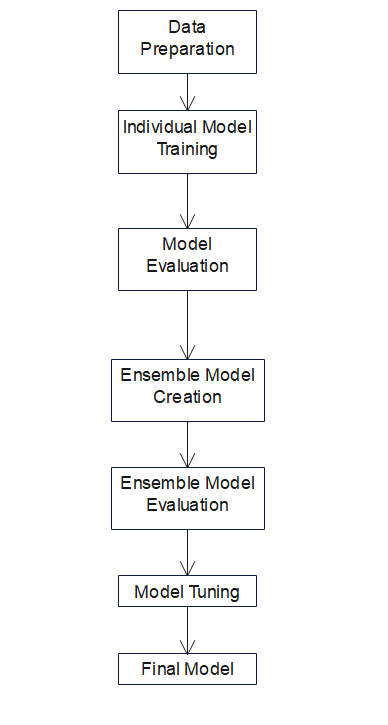 Data
Preparation
Individual Model
Training
Model
Evaluation
Ensemble Model
Creation
Ensemble Model
Evaluation
Model Tuning
Final Model